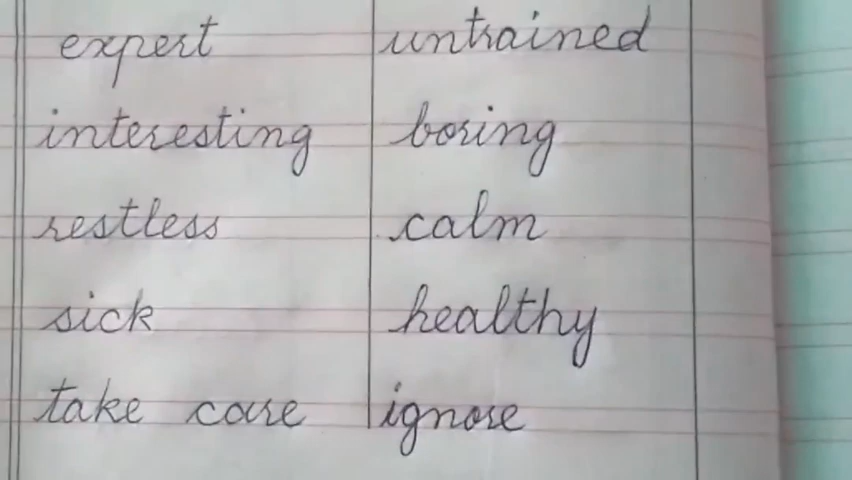 expert untrained
interesting boring
restless calm
sick healthy
take care ignore